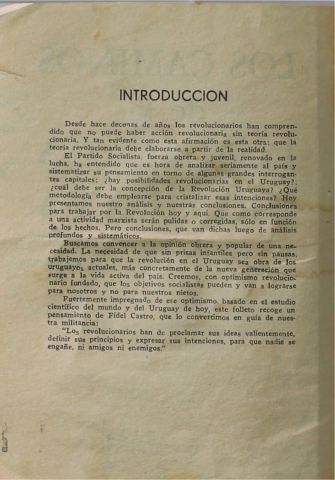 INTRODUCCION
Desde hace decenas de años los revolucionarios han compren-
dido que no puede haber acción revolucionaria sin teoría revolu-
cionaria. Y tan evidente como esta afirmación es esta otra: que la
teoría revolucionaria debe elaborarse a partir de la realidad.
El Partido Socialista, fuerza obrera y juvenil, renovado en la
lucha, ha entendido que es hora de analizar seriamente al país y
sistematizar su pensamiento en torno de algunas grandes interrogan-
tes capitales: ¿hay posibilidades revolucionarias en el Uruguay?;
¿cuál debe ser la concepción de la Revolución Uruguaya? ¿Qué
metodología debe emplearse para cristalizar esas intenciones? Hoy
presentamos nuestro análisis y nuestras conclusiones. Conclusiones
para trabajar por la Revolución hoy y aquí. Que como corresponde
a una actividad marxista serán pulidas o corregidas, sólo en función
de los hechos. Pero conclusiones, que van dichas luego de análisis
profundos y sistemáticos.
Buscamos convencer a la opinión obrera y popular de una ne-
cesidad. La necesidad de que sin prisas infantiles pero sin pausas,
trabajemos para que la revolución en el Uruguay sea obra de los
uruguayos actuales, más concretamente de la nueva generación que
surge a la vida activa del país. Creemos, con optimismo revolucio-
nario fundado, que los objetivos socialistas pueden y van a lograrse
para nosotros y no para nuestros nietos.
Fuertemente impregnado de ese optimismo, basado en el estudio
científico del mundo y del Uruguay de hoy, este folleto recoge un
pensamiento de Fidel Castro, que lo convertimos en guía de nues-
tra militancia:
"Los revolucionarios han de proclamar sus ideas valientemente,
definir sus principios y expresar sus intenciones, para que nadie se
engañe, ni amigos ni enemigos."